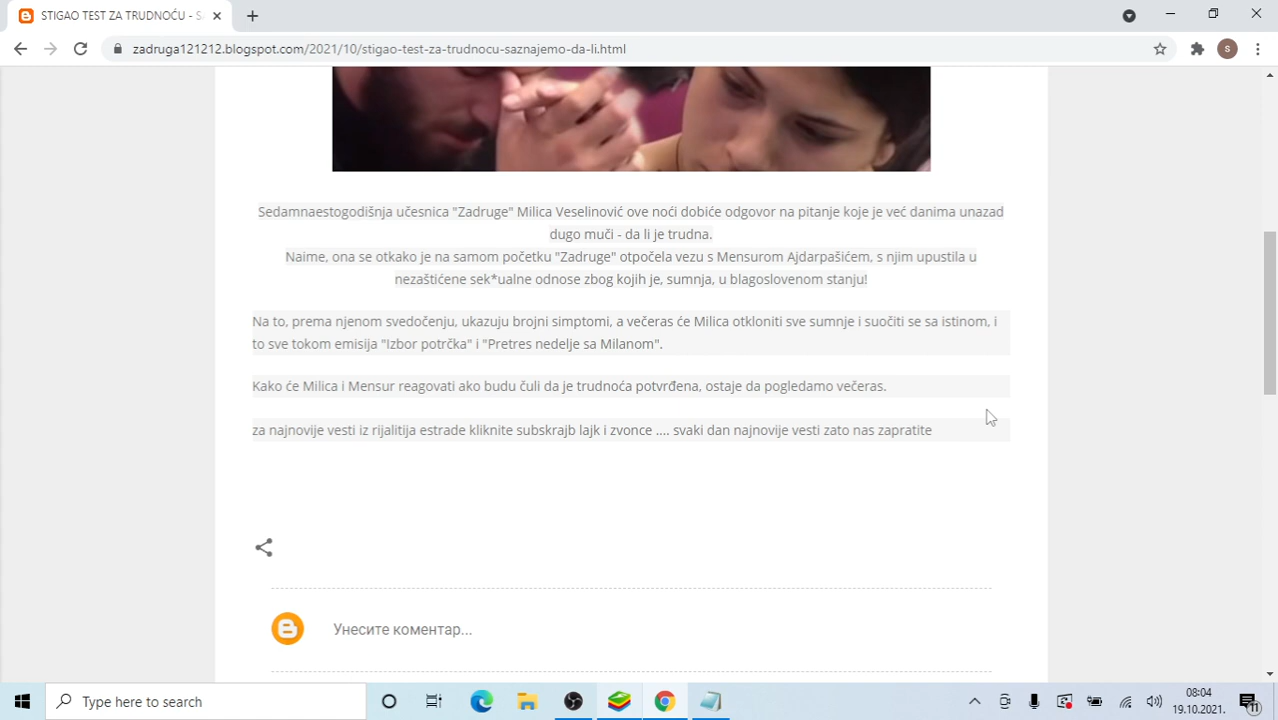 STIGAO TEST ZA TRUDNOĆU - S
zadruga121212.blogspot.com/2021/10/stigao-test-za-trudnocu-saznajemo-da-li.html
S
Sedamnaestogodišnja učesnica "Zadruge" Milica Veselinović ove noći dobiće odgovor na pitanje koje je već danima unazad
dugo muči - da li je trudna.
Naime, ona se otkako je na samom početku "Zadruge" otpočela vezu s Mensurom Ajdarpašićem, s njim upustila u
nezaštićene sek*ualne odnose zbog kojih je, sumnja, u blagoslovenom stanju!
Na to, prema njenom svedočenju, ukazuju brojni simptomi, a večeras će Milica otkloniti sve sumnje i suočiti se sa istinom, i
to sve tokom emisija "Izbor potrčka" i "Pretres nedelje sa Milanom".
Kako će Milica i Mensur reagovati ako budu čuli da je trudnoća potvrđena, ostaje da pogledamo večeras.
za najnovije vesti iz rijalitija estrade kliknite subskrajb lajk i zvonce .... svaki dan najnovije vesti zato nas zapratite
Унесите коментар...
Type here to search
08:04
19.10.2021.
11